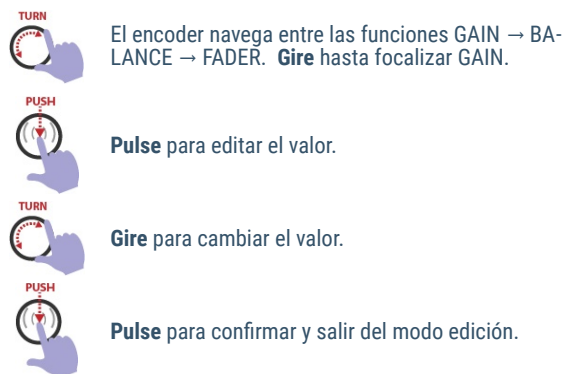 TURN
El encoder navega entre las funciones GAIN → BA-
LANCE → FADER. Gire hasta focalizar GAIN.
PUSH
Pulse para editar el valor.
TURN
Gire para cambiar el valor.
PUSH
Pulse para confirmar y salir del modo edición.